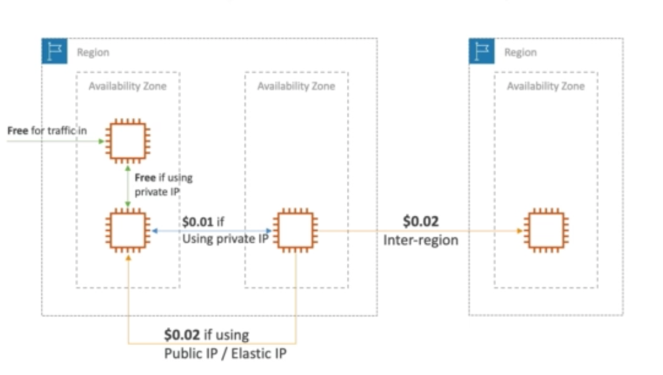 Region
Region
Availability Zone
Availability Zone
Availability Zone
Free for traffic in
Free if using
private IP
$0.01 if
Using private IP
$0.02
Inter-region
$0.02 if using
Public IP / Elastic IP